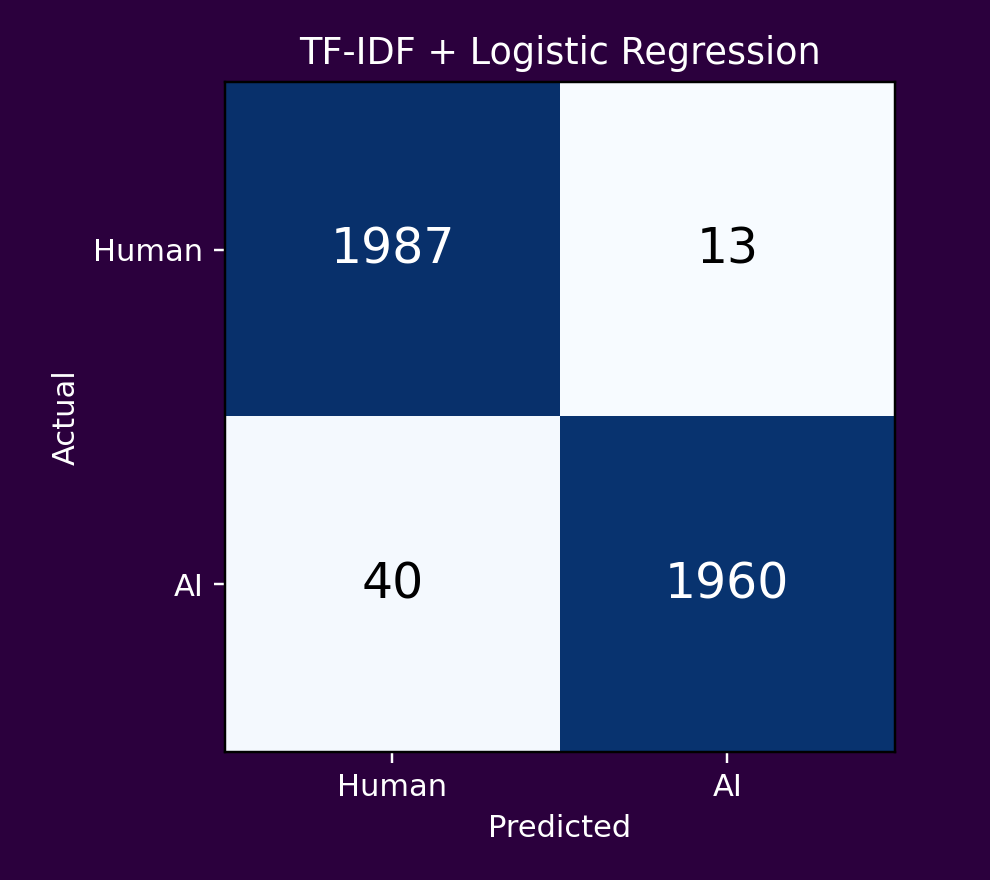 TF-IDF + Logistic Regression
Human
1987
13
Actual
AI
40
1960
Human
AI
Predicted